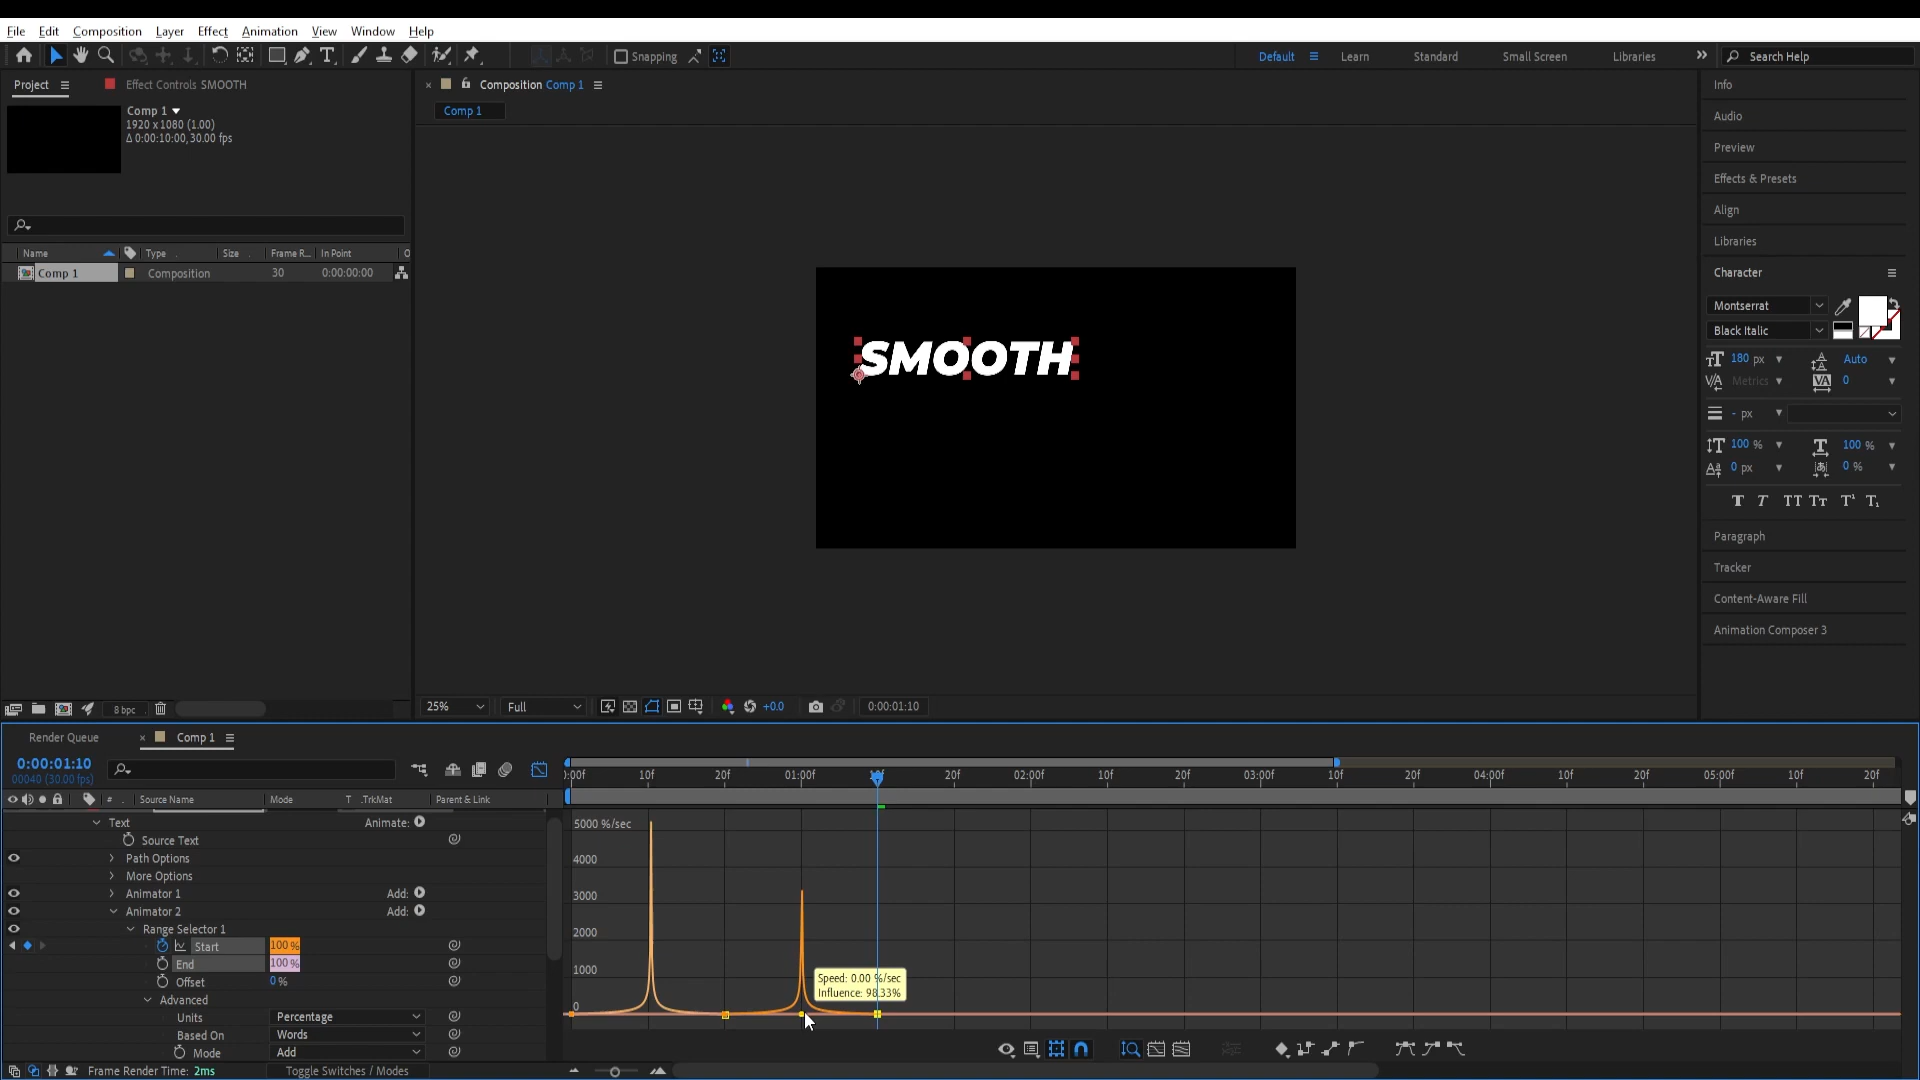 File Edit Composition Layer Effect Animation View Window Help
Snapping
Default Learn Standard Small Screen Libraries Search Help
Project Effect Controls SMOOTH
Composition Comp 1
Comp 1
1920 x 1080 (1.00)
Δ 0:00:10:00, 30.00 fps
Comp 1
Name Type Size Frame R... In Point
Comp 1 Composition 30 0:00:00:00
SMOOTH
Info
Audio
Preview
Effects & Presets
Align
Libraries
Character
Montserrat
Black Italic
180 px Auto
Metrics 0
- px
100 % 100 %
0 px 0 %
Paragraph
Tracker
Content-Aware Fill
Animation Composer 3
8 bpc
25% Full +0.0 0:00:01:10
Render Queue Comp 1
0:00:01:10
00040 (30.00 fps)
:00f 10f 20f 01:00f 20f 02:00f 10f 20f 03:00f 10f 20f 04:00f 10f 20f 05:00f 10f 20f
# Source Name Mode T .TrkMat Parent & Link
Text Animate:
Source Text
Path Options
More Options
Animator 1 Add:
Animator 2 Add:
Range Selector 1
Start 100 %
End 100 %
Offset 0 %
Advanced
Units Percentage
Based On Words
Mode Add
5000 %/sec
4000
3000
2000
1000
0
Speed: 0.00 %/sec
Influence: 98.33%
Frame Render Time: 2ms Toggle Switches / Modes